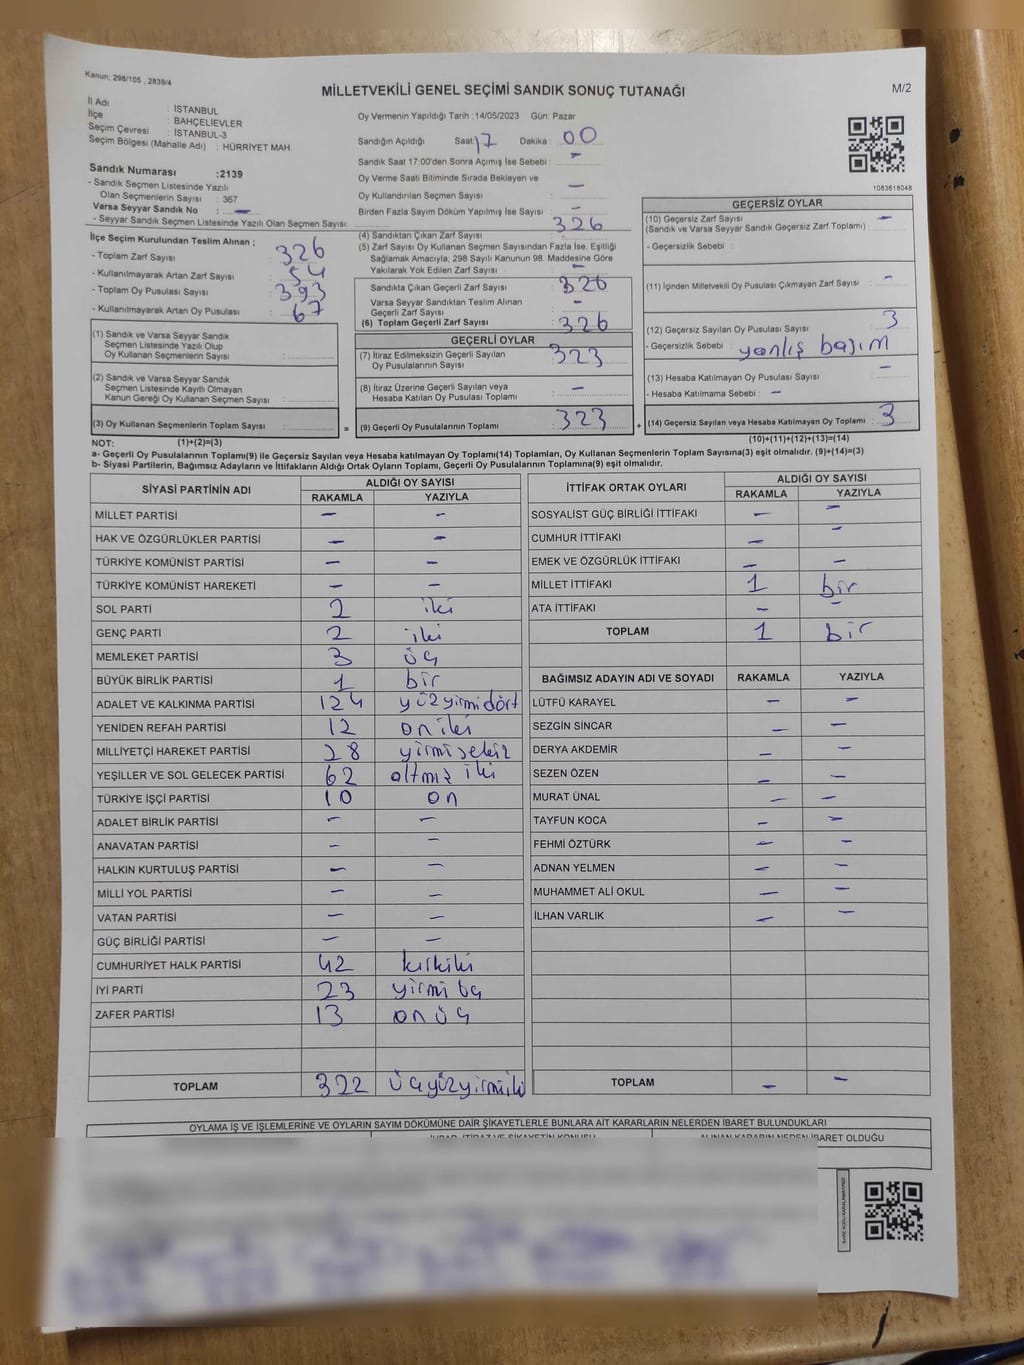 Kanun: 298/105 , 2839/4
MİLLETVEKİLİ GENEL SEÇİMİ SANDIK SONUÇ TUTANAĞI
M/2
İl Adı : İSTANBUL
İlçe : BAHÇELİEVLER
Seçim Çevresi : İSTANBUL-3
Seçim Bölgesi (Mahalle Adı) : HÜRRİYET MAH.
Sandık Numarası :2139
- Sandık Seçmen Listesinde Yazılı
Olan Seçmenlerin Sayısı : 367
Varsa Seyyar Sandık No : –
- Seyyar Sandık Seçmen Listesinde Yazılı Olan Seçmen Sayısı:
Oy Vermenin Yapıldığı Tarih : 14/05/2023 Gün: Pazar
Sandığın Açıldığı Saat 17 Dakika : 00
Sandık Saat 17:00'den Sonra Açımış İse Sebebi : –
Oy Verme Saati Bitiminde Sırada Bekleyen ve
Oy Kullandırılan Seçmen Sayısı : –
Birden Fazla Sayım Döküm Yapılmış İse Sayısı : –
1083618048
İlçe Seçim Kurulundan Teslim Alınan ;
- Toplam Zarf Sayısı : 326
- Kullanılmayarak Artan Zarf Sayısı : 54
- Toplam Oy Pusulası Sayısı : 393
- Kullanılmayarak Artan Oy Pusulası : 67
(1) Sandık ve Varsa Seyyar Sandık
Seçmen Listesinde Yazılı Olup
Oy Kullanan Seçmenlerin Sayısı :
(2) Sandık ve Varsa Seyyar Sandık
Seçmen Listesinde Kayıtlı Olmayan
Kanun Gereği Oy Kullanan Seçmen Sayısı :
(3) Oy Kullanan Seçmenlerin Toplam Sayısı :
=
(4) Sandıktan Çıkan Zarf Sayısı : 326
(5) Zarf Sayısı Oy Kullanan Seçmen Sayısından Fazla İse, Eşitliği
Sağlamak Amacıyla; 298 Sayılı Kanunun 98. Maddesine Göre
Yakılarak Yok Edilen Zarf Sayısı : –
Sandıkta Çıkan Geçerli Zarf Sayısı : 326
Varsa Seyyar Sandıktan Teslim Alınan
Geçerli Zarf Sayısı : –
(6) Toplam Geçerli Zarf Sayısı : 326
GEÇERLİ OYLAR
(7) İtiraz Edilmeksizin Geçerli Sayılan
Oy Pusulalarının Sayısı : 323
(8) İtiraz Üzerine Geçerli Sayılan veya
Hesaba Katılan Oy Pusulası Toplamı : –
(9) Geçerli Oy Pusulalarının Toplamı : 323
+
GEÇERSİZ OYLAR
(10) Geçersiz Zarf Sayısı : –
(Sandık ve Varsa Seyyar Sandık Geçersiz Zarf Toplamı)
- Geçersizlik Sebebi :
(11) İçinden Milletvekili Oy Pusulası Çıkmayan Zarf Sayısı : –
(12) Geçersiz Sayılan Oy Pusulası Sayısı : 3
- Geçersizlik Sebebi : yanlış basım
(13) Hesaba Katılmayan Oy Pusulası Sayısı : –
- Hesaba Katılmama Sebebi : –
(14) Geçersiz Sayılan veya Hesaba Katılmayan Oy Toplamı : 3
NOT: (1)+(2)=(3) (10)+(11)+(12)+(13)=(14)
a- Geçerli Oy Pusulalarının Toplamı(9) ile Geçersiz Sayılan veya Hesaba katılmayan Oy Toplamı(14) Toplamları, Oy Kullanan Seçmenlerin Toplam Sayısına(3) eşit olmalıdır. (9)+(14)=(3)
b- Siyasi Partilerin, Bağımsız Adayların ve İttifakların Aldığı Ortak Oyların Toplamı, Geçerli Oy Pusulalarının Toplamına(9) eşit olmalıdır.
SİYASİ PARTİNİN ADI ALDIĞI OY SAYISI
RAKAMLA YAZIYLA
MİLLET PARTİSİ – –
HAK VE ÖZGÜRLÜKLER PARTİSİ – –
TÜRKİYE KOMÜNİST PARTİSİ – –
TÜRKİYE KOMÜNİST HAREKETİ – –
SOL PARTİ 2 iki
GENÇ PARTİ 2 iki
MEMLEKET PARTİSİ 3 üç
BÜYÜK BİRLİK PARTİSİ 1 bir
ADALET VE KALKINMA PARTİSİ 124 yüzyirmidört
YENİDEN REFAH PARTİSİ 12 oniki
MİLLİYETÇİ HAREKET PARTİSİ 28 yirmisekiz
YEŞİLLER VE SOL GELECEK PARTİSİ 62 altmış iki
TÜRKİYE İŞÇİ PARTİSİ 10 on
ADALET BİRLİK PARTİSİ – –
ANAVATAN PARTİSİ – –
HALKIN KURTULUŞ PARTİSİ – –
MİLLİ YOL PARTİSİ – –
VATAN PARTİSİ – –
GÜÇ BİRLİĞİ PARTİSİ – –
CUMHURİYET HALK PARTİSİ 42 kırkiki
İYİ PARTİ 23 yirmi üç
ZAFER PARTİSİ 13 onüç
TOPLAM 322 üçyüzyirmiiki
İTTİFAK ORTAK OYLARI ALDIĞI OY SAYISI
RAKAMLA YAZIYLA
SOSYALİST GÜÇ BİRLİĞİ İTTİFAKI – –
CUMHUR İTTİFAKI – –
EMEK VE ÖZGÜRLÜK İTTİFAKI – –
MİLLET İTTİFAKI 1 bir
ATA İTTİFAKI – –
TOPLAM 1 bir
BAĞIMSIZ ADAYIN ADI VE SOYADI RAKAMLA YAZIYLA
LÜTFÜ KARAYEL – –
SEZGİN SİNCAR – –
DERYA AKDEMİR – –
SEZEN ÖZEN – –
MURAT ÜNAL – –
TAYFUN KOCA – –
FEHMİ ÖZTÜRK – –
ADNAN YELMEN – –
MUHAMMET ALİ OKUL – –
İLHAN VARLIK – –
TOPLAM – –
OYLAMA İŞ VE İŞLEMLERİNE VE OYLARIN SAYIM DÖKÜMÜNE DAİR ŞİKAYETLERLE BUNLARA AİT KARARLARIN NELERDEN İBARET BULUNDUKLARI
İHBAR, İTİRAZ VE ŞİKAYETİN KONUSU ALINAN KARARIN NEDEN İBARET OLDUĞU